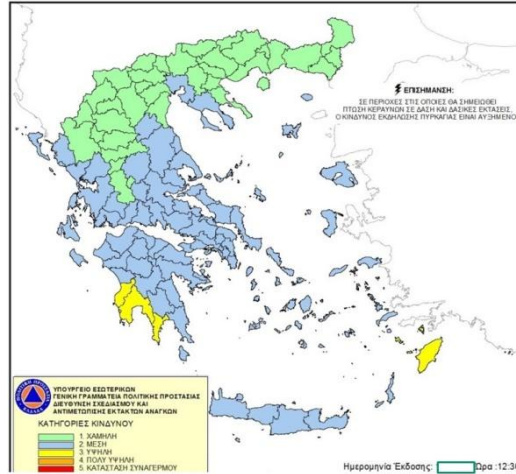 ΕΠΙΣΗΜΑΝΣΗ:
ΣΕ ΠΕΡΙΟΧΕΣ ΣΤΙΣ ΟΠΟΙΕΣ ΘΑ ΣΗΜΕΙΩΘΕΙ
ΠΤΩΣΗ ΚΕΡΑΥΝΩΝ ΣΕ ΔΑΣΗ ΚΑΙ ΔΑΣΙΚΕΣ ΕΚΤΑΣΕΙΣ,
Ο ΚΙΝΔΥΝΟΣ ΕΚΔΗΛΩΣΗΣ ΠΥΡΚΑΓΙΑΣ ΕΙΝΑΙ ΑΥΞΗΜΕΝΟ
ΥΠΟΥΡΓΕΙΟ ΕΣΩΤΕΡΙΚΩΝ
ΓΕΝΙΚΗ ΓΡΑΜΜΑΤΕΙΑ ΠΟΛΙΤΙΚΗΣ ΠΡΟΣΤΑΣΙΑΣ
ΔΙΕΥΘΥΝΣΗ ΣΧΕΔΙΑΣΜΟΥ ΚΑΙ
ΑΝΤΙΜΕΤΩΠΙΣΗΣ ΕΚΤΑΚΤΩΝ ΑΝΑΓΚΩΝ
ΚΑΤΗΓΟΡΙΕΣ ΚΙΝΔΥΝΟΥ
1. ΧΑΜΗΛΗ
2. ΜΕΣΗ
3. ΥΨΗΛΗ
4. ΠΟΛΥ ΥΨΗΛΗ
5. ΚΑΤΑΣΤΑΣΗ ΣΥΝΑΓΕΡΜΟΥ
Ημερομηνία Έκδοσης: Ώρα :12:3